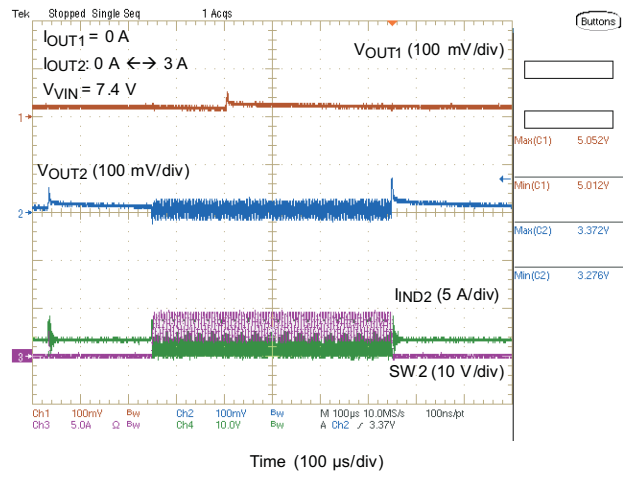 Tek Stopped Single Seq 1 Acqs
Buttons
IOUT1 = 0 A
VOUT1 (100 mV/div)
IOUT2: 0 A ←→ 3 A
VVIN = 7.4 V
1
Max(C1) 5.052V
VOUT2 (100 mV/div)
Min(C1) 5.012V
2
Max(C2) 3.372V
Min(C2) 3.276V
IIND2 (5 A/div)
3
SW2 (10 V/div)
Ch1 100mV Bw Ch2 100mV Bw M 100µs 10.0MS/s 100ns/pt
Ch3 5.0A Ω Bw Ch4 10.0V Bw A Ch2 ∕ 3.37V
Time (100 µs/div)